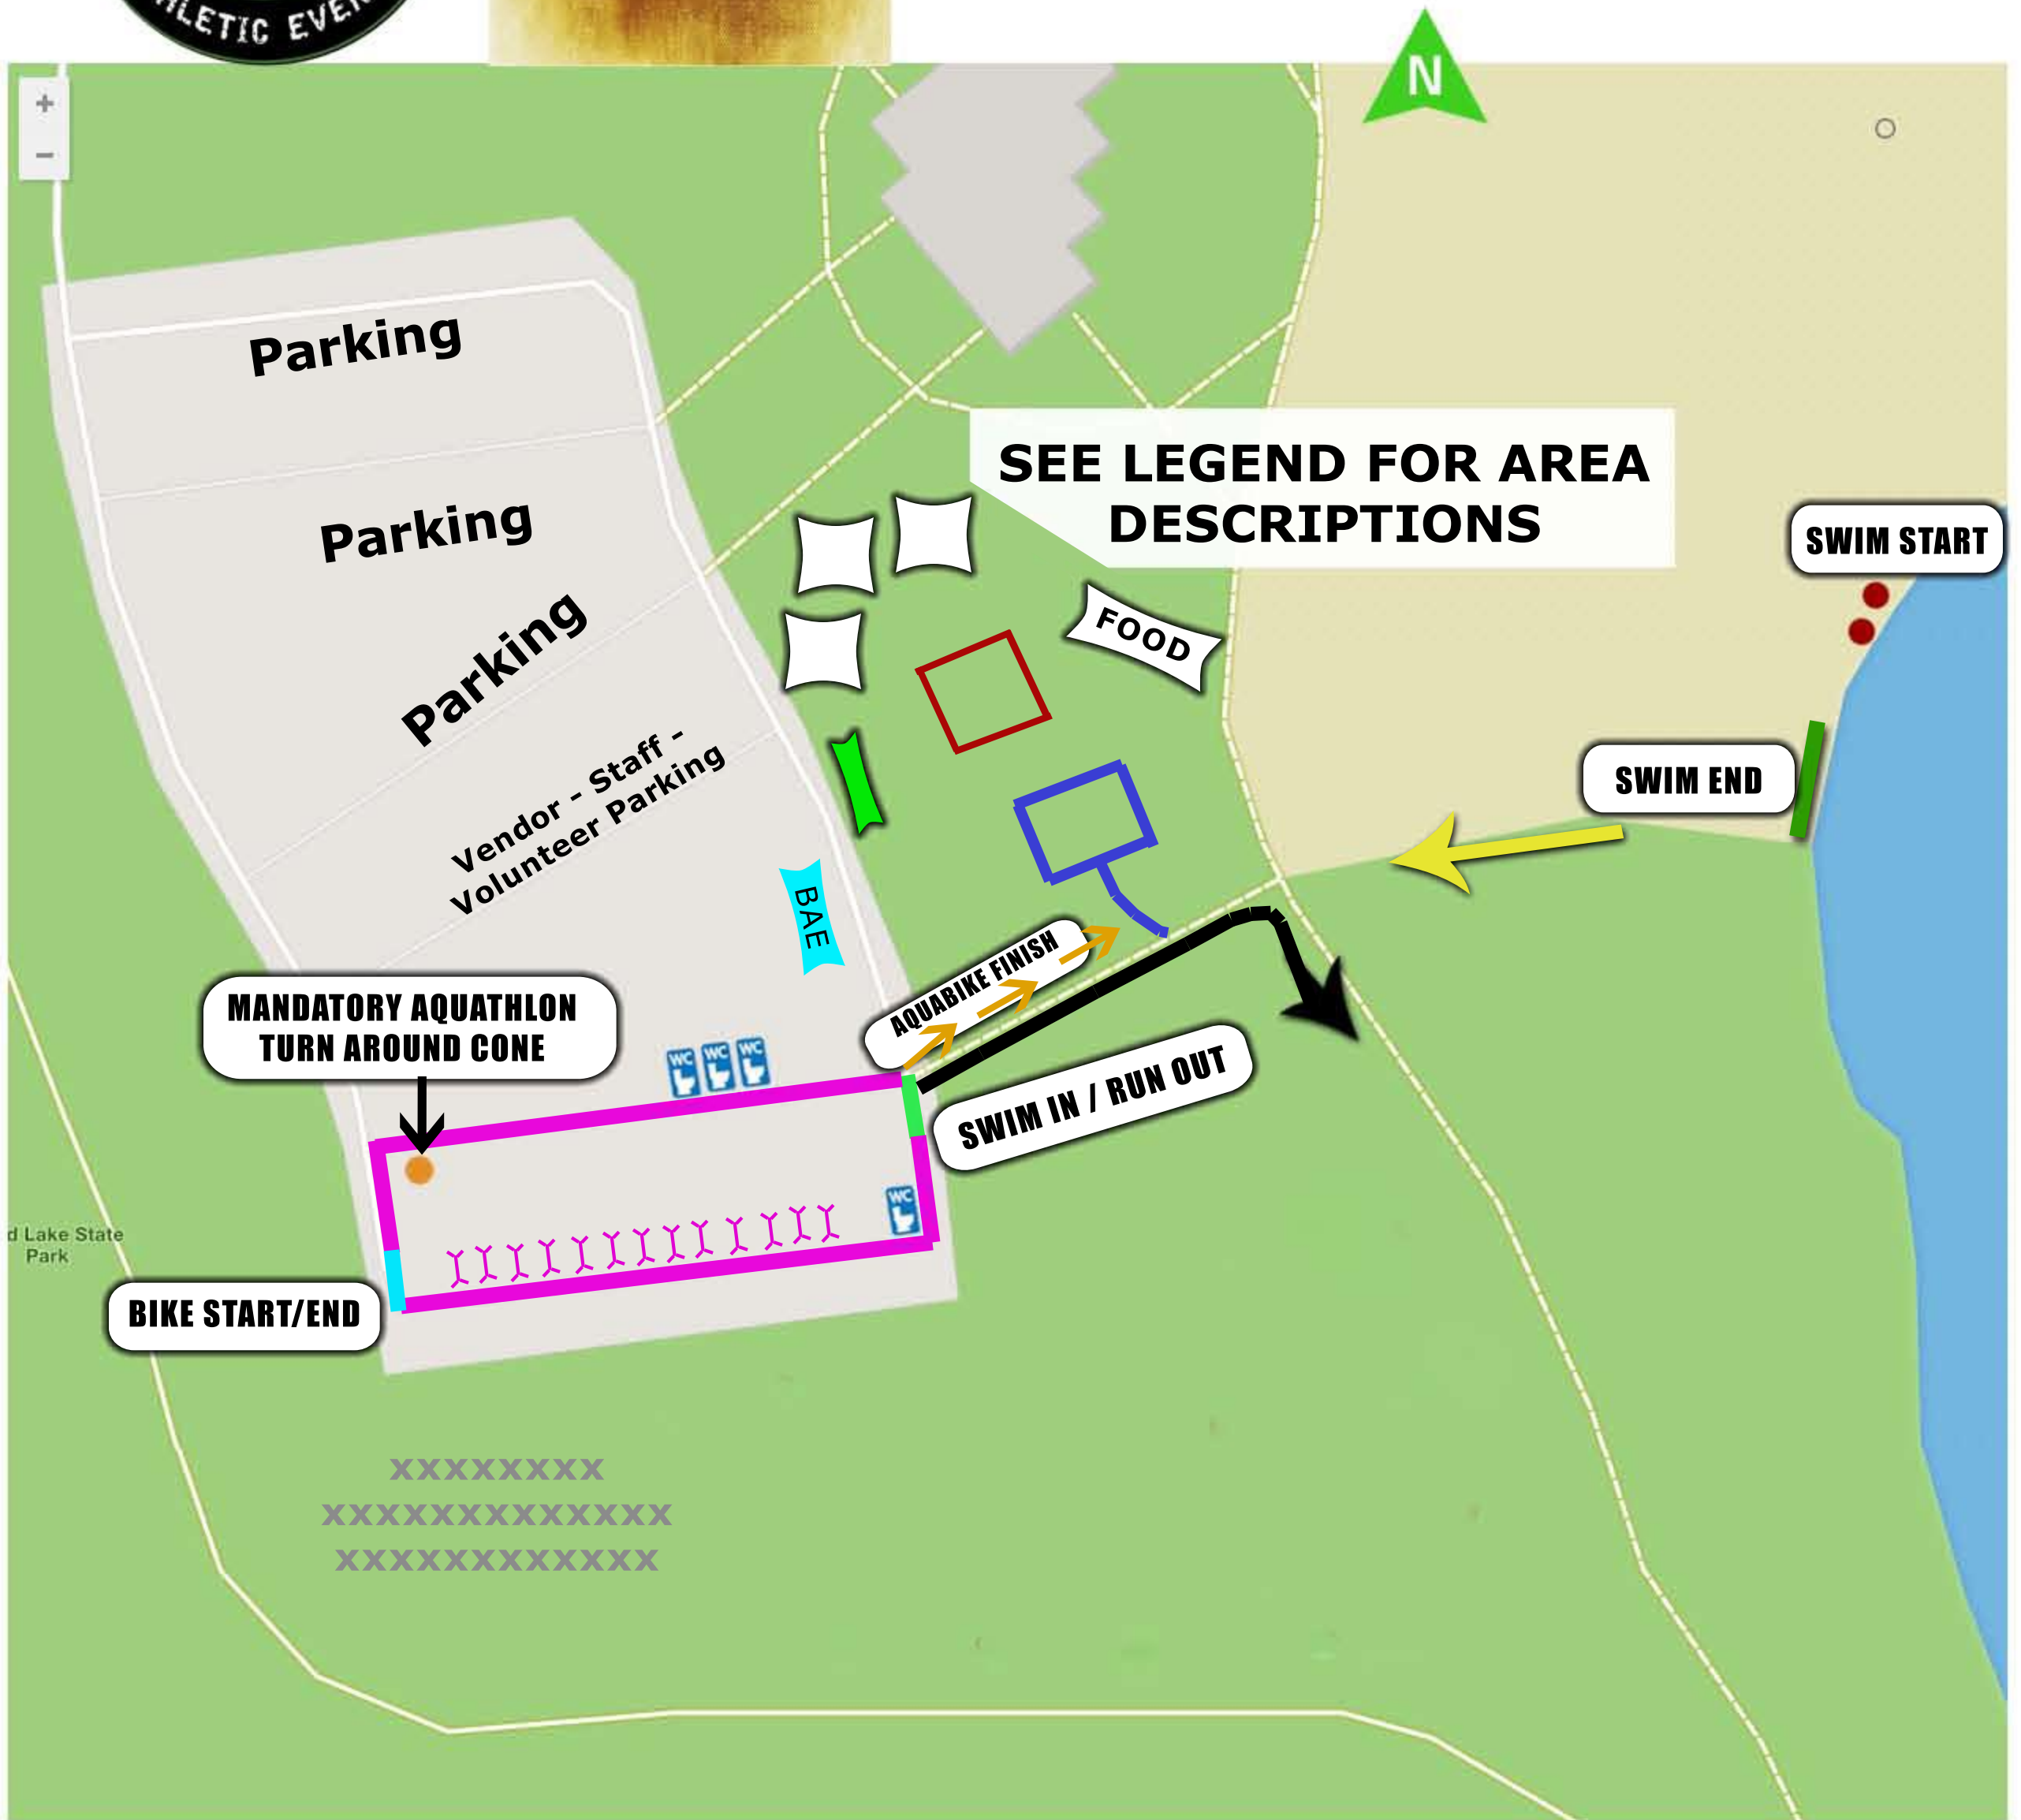 N
+
−
Parking
Parking
Parking
SEE LEGEND FOR AREA
DESCRIPTIONS
SWIM START
FOOD
SWIM END
Vendor - Staff -
Volunteer Parking
BAE
AQUABIKE FINISH
MANDATORY AQUATHLON
TURN AROUND CONE
WC WC WC
SWIM IN / RUN OUT
WC
d Lake State
Park
BIKE START/END
xxxxxxxx
xxxxxxxxxxxxx
xxxxxxxxxxxx